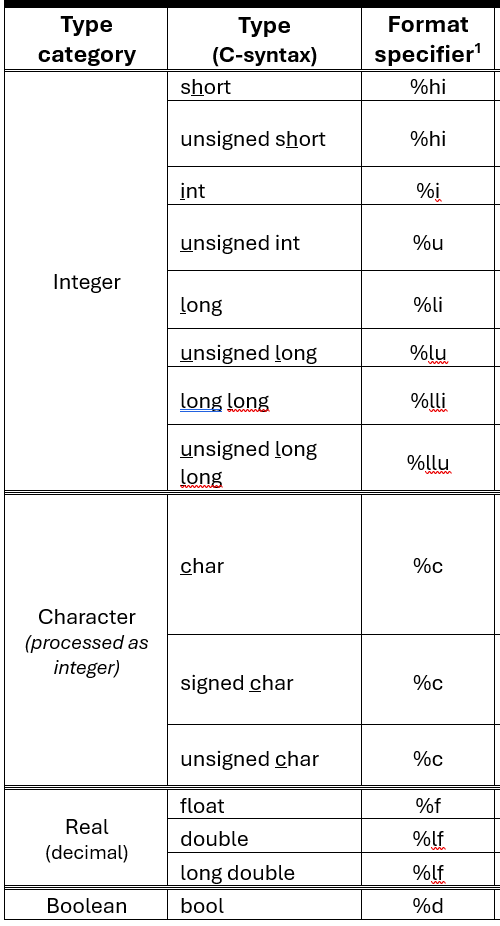 Type category
Type (C-syntax)
Format specifier¹
Integer
short
%hi
unsigned short
%hi
int
%i
unsigned int
%u
long
%li
unsigned long
%lu
long long
%lli
unsigned long
long
%llu
Character
(processed as
integer)
char
%c
signed char
%c
unsigned char
%c
Real
(decimal)
float
%f
double
%lf
long double
%lf
Boolean
bool
%d